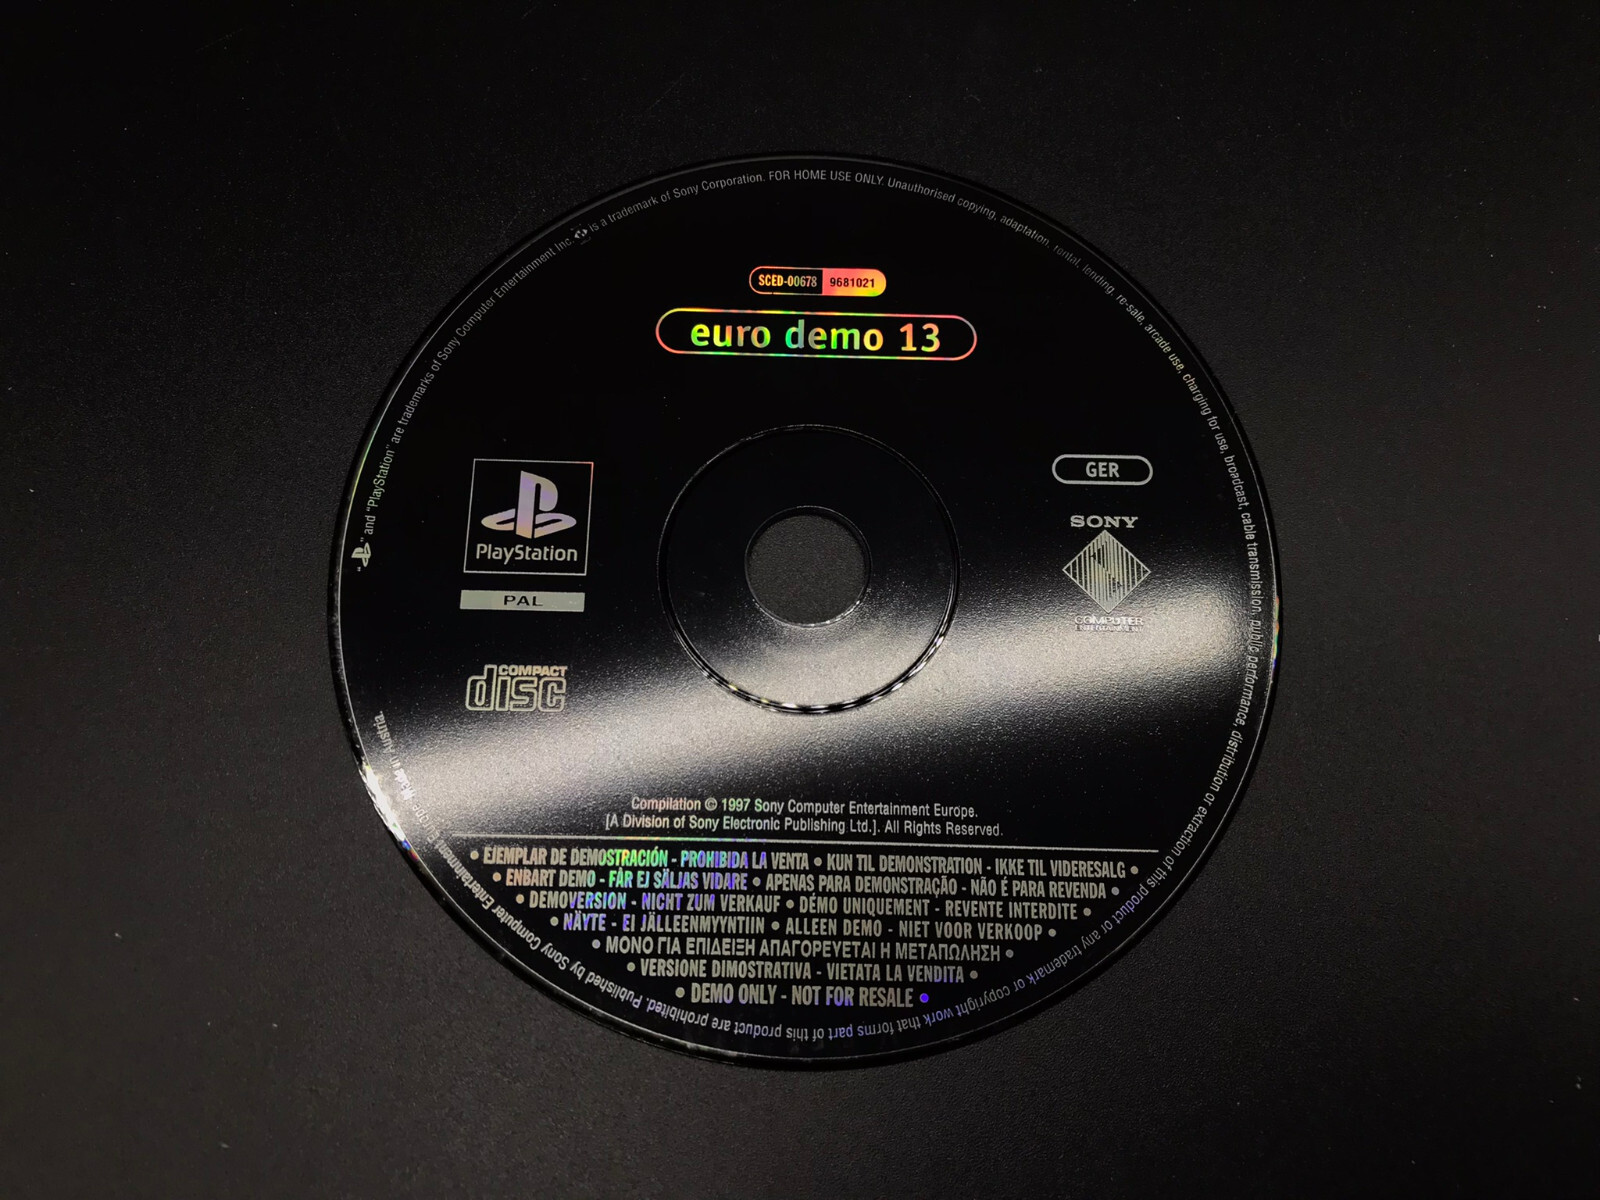 "PS" and "PlayStation" are trademarks of Sony Computer Entertainment Inc. PS is a trademark of Sony Corporation. FOR HOME USE ONLY. Unauthorised copying, adaptation, rental, lending, re-sale, arcade use, charging for use, broadcast, cable transmission, public performance, distribution or extraction of this product or any trademark or copyright work that forms part of this product are prohibited. Published by Sony Computer Entertainment Europe. Made in Austria.
SCED-00678 9681021
euro demo 13
PlayStation
PAL
COMPACT
disc
GER
SONY
COMPUTER
ENTERTAINMENT
Compilation © 1997 Sony Computer Entertainment Europe.
[A Division of Sony Electronic Publishing Ltd.]. All Rights Reserved.
• EJEMPLAR DE DEMOSTRACIÓN - PROHIBIDA LA VENTA • KUN TIL DEMONSTRATION - IKKE TIL VIDERESALG •
• ENBART DEMO - FÅR EJ SÄLJAS VIDARE • APENAS PARA DEMONSTRAÇÃO - NÃO É PARA REVENDA •
• DEMOVERSION - NICHT ZUM VERKAUF • DÉMO UNIQUEMENT - REVENTE INTERDITE •
• NÄYTE - EI JÄLLEENMYYNTIIN • ALLEEN DEMO - NIET VOOR VERKOOP •
• ΜΟΝΟ ΓΙΑ ΕΠΙΔΕΙΞΗ ΑΠΑΓΟΡΕΥΕΤΑΙ Η ΜΕΤΑΠΩΛΗΣΗ •
• VERSIONE DIMOSTRATIVA - VIETATA LA VENDITA •
• DEMO ONLY - NOT FOR RESALE •